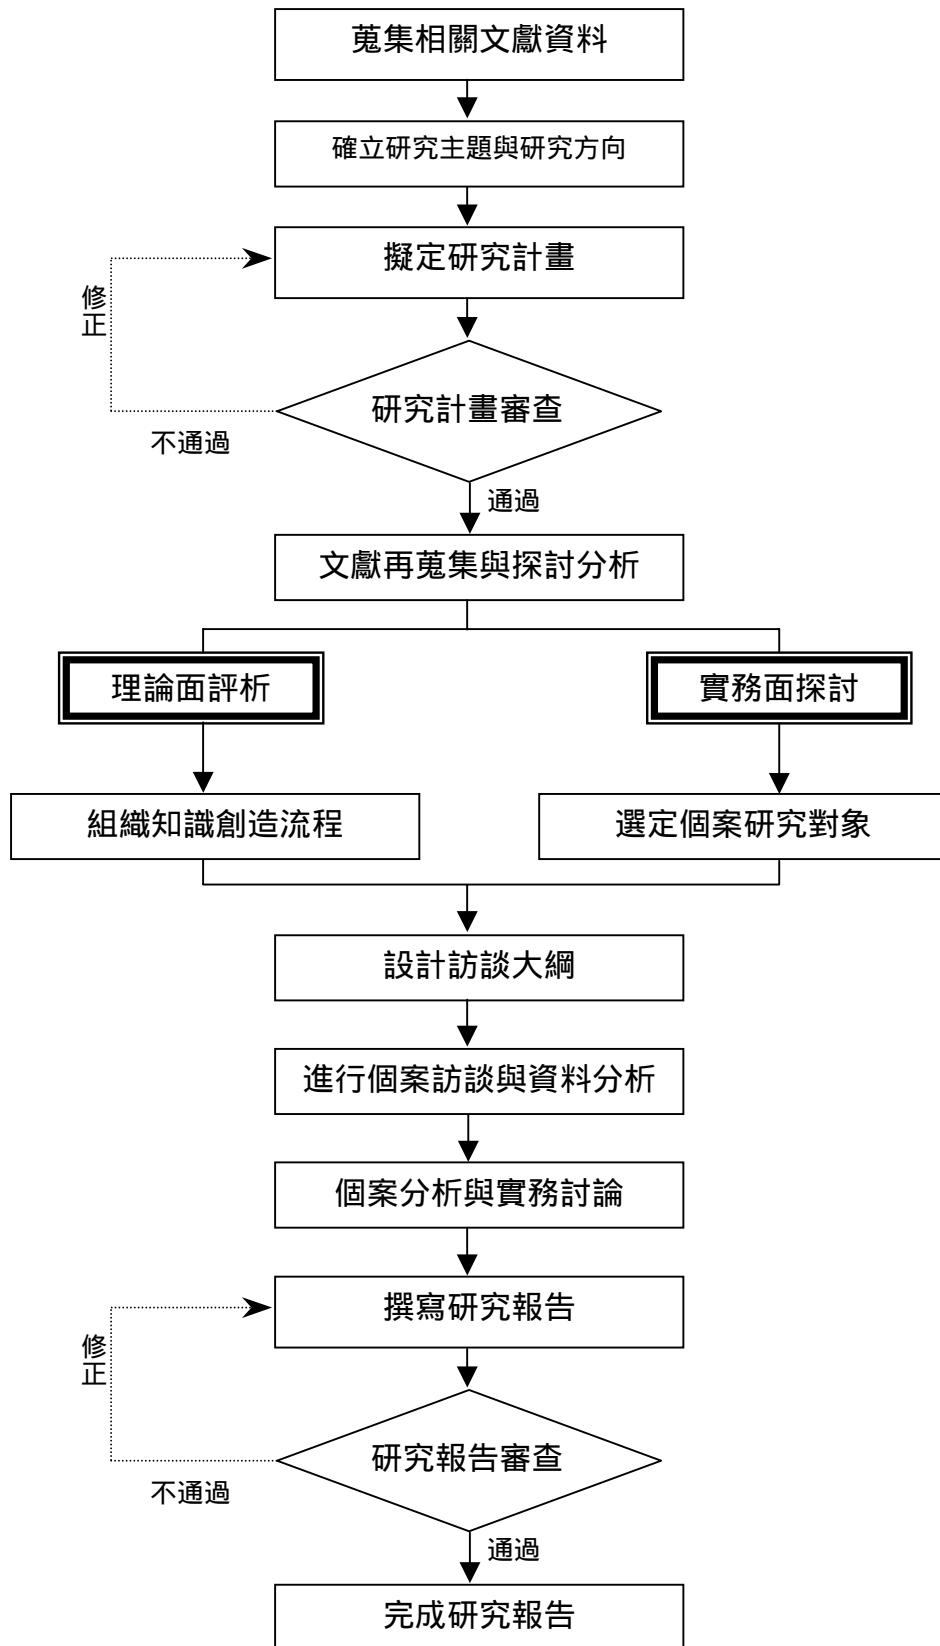 蒐集相關文獻資料
確立研究主題與研究方向
擬定研究計畫
修正
研究計畫審查
不通過
通過
文獻再蒐集與探討分析
理論面評析
實務面探討
組織知識創造流程
選定個案研究對象
設計訪談大綱
進行個案訪談與資料分析
個案分析與實務討論
撰寫研究報告
修正
研究報告審查
不通過
通過
完成研究報告